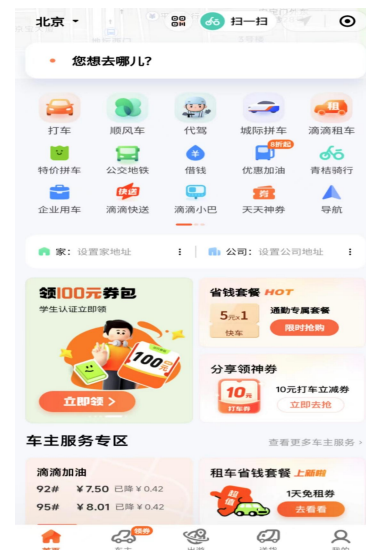 北京
扫一扫
您想去哪儿?
打车 顺风车 代驾 城际拼车 滴滴租车
8折起
特价拼车 公交地铁 借钱 优惠加油 青桔骑行
快送
企业用车 滴滴快送 滴滴小巴 天天神券 导航
家: 设置家地址
公司: 设置公司地址
领100元券包
学生认证立即领
100元
立即领 >
省钱套餐 HOT
5元×1
快车
通勤专属套餐
限时抢购
分享领神券
10元
打车券
10元打车立减券
立即去抢
车主服务专区
查看更多车主服务 >
滴滴加油
92# ¥7.50 已降¥0.42
95# ¥8.01 已降¥0.42
租车省钱套餐 上新啦
超值
1天免租券
去看看
领券
首页 车主 出游 送货 我的